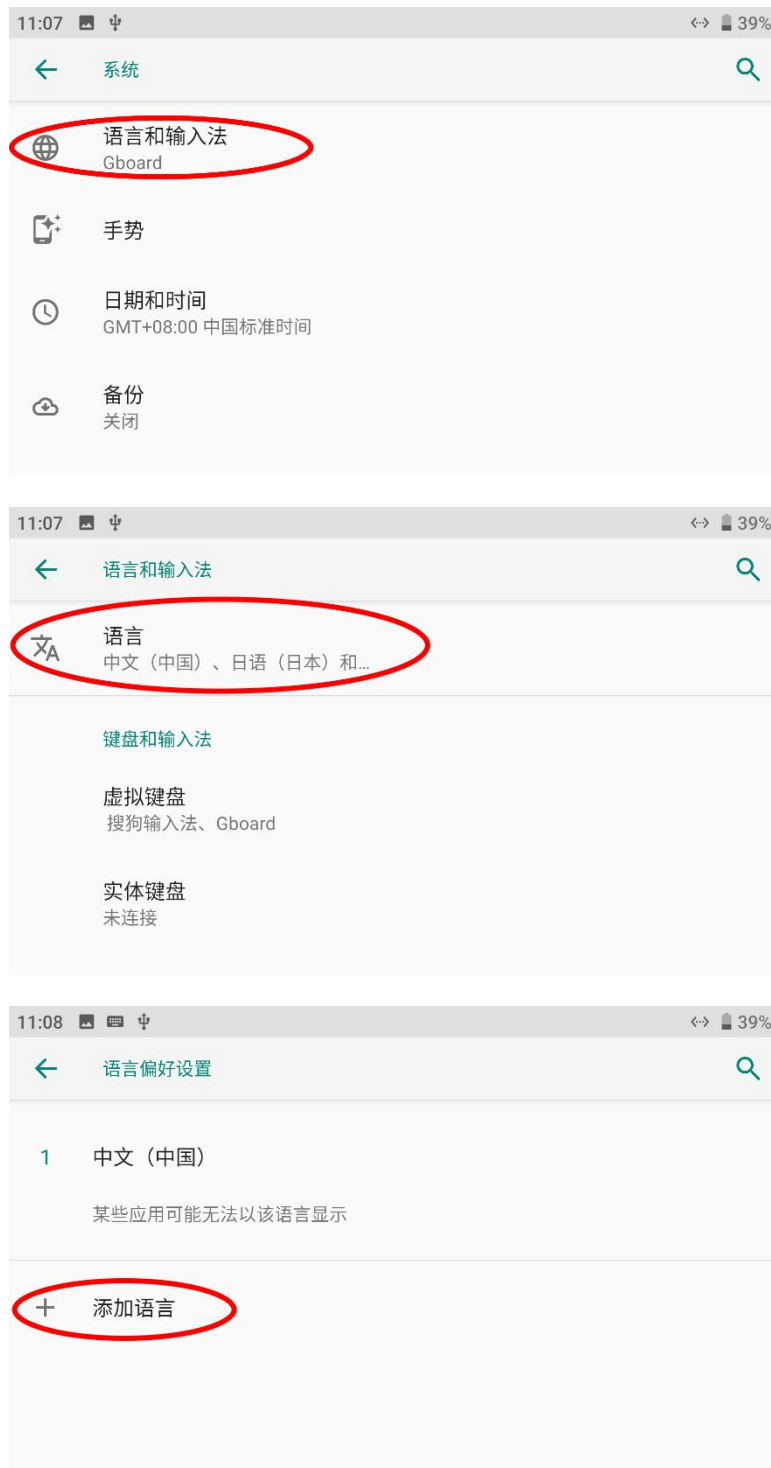 11:07 39%
系统
语言和输入法
Gboard
手势
日期和时间
GMT+08:00 中国标准时间
备份
关闭
11:07 39%
语言和输入法
语言
中文（中国）、日语（日本）和...
键盘和输入法
虚拟键盘
搜狗输入法、Gboard
实体键盘
未连接
11:08 39%
语言偏好设置
1 中文（中国）
某些应用可能无法以该语言显示
+ 添加语言